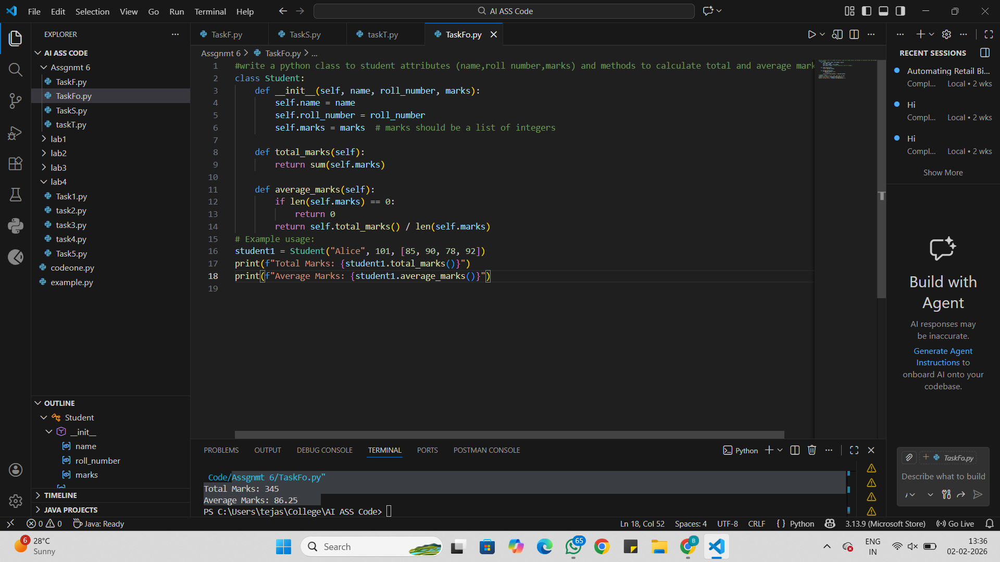 File Edit Selection View Go Run Terminal Help
AI ASS Code
EXPLORER
AI ASS CODE
Assgnmt 6
TaskF.py
TaskFo.py
TaskS.py
taskT.py
lab1
lab2
lab3
lab4
Task1.py
task2.py
task3.py
task4.py
Task5.py
codeone.py
example.py
OUTLINE
Student
__init__
name
roll_number
marks
TIMELINE
JAVA PROJECTS
TaskF.py TaskS.py taskT.py TaskFo.py
Assgnmt 6 > TaskFo.py > ...
1 #write a python class to student attributes (name,roll number,marks) and methods to calculate total and average mark
2 class Student:
3 def __init__(self, name, roll_number, marks):
4 self.name = name
5 self.roll_number = roll_number
6 self.marks = marks # marks should be a list of integers
7
8 def total_marks(self):
9 return sum(self.marks)
10
11 def average_marks(self):
12 if len(self.marks) == 0:
13 return 0
14 return self.total_marks() / len(self.marks)
15 # Example usage:
16 student1 = Student("Alice", 101, [85, 90, 78, 92])
17 print(f"Total Marks: {student1.total_marks()}")
18 print(f"Average Marks: {student1.average_marks()}")
19
PROBLEMS OUTPUT DEBUG CONSOLE TERMINAL PORTS POSTMAN CONSOLE
Python
Code/Assgnmt 6/TaskFo.py"
Total Marks: 345
Average Marks: 86.25
PS C:\Users\tejas\College\AI ASS Code>
RECENT SESSIONS
Automating Retail Bi...
Compl... Local • 2 wks
Hi
Compl... Local • 2 wks
Hi
Compl... Local • 2 wks
Show More
Build with
Agent
AI responses may
be inaccurate.
Generate Agent
Instructions to
onboard AI onto your
codebase.
TaskFo.py
Describe what to build
0 0 Java: Ready
Ln 18, Col 52 Spaces: 4 UTF-8 CRLF { } Python 3.13.9 (Microsoft Store) Go Live
6
28°C
Sunny
Search
65
B
ENG
IN
13:36
02-02-2026